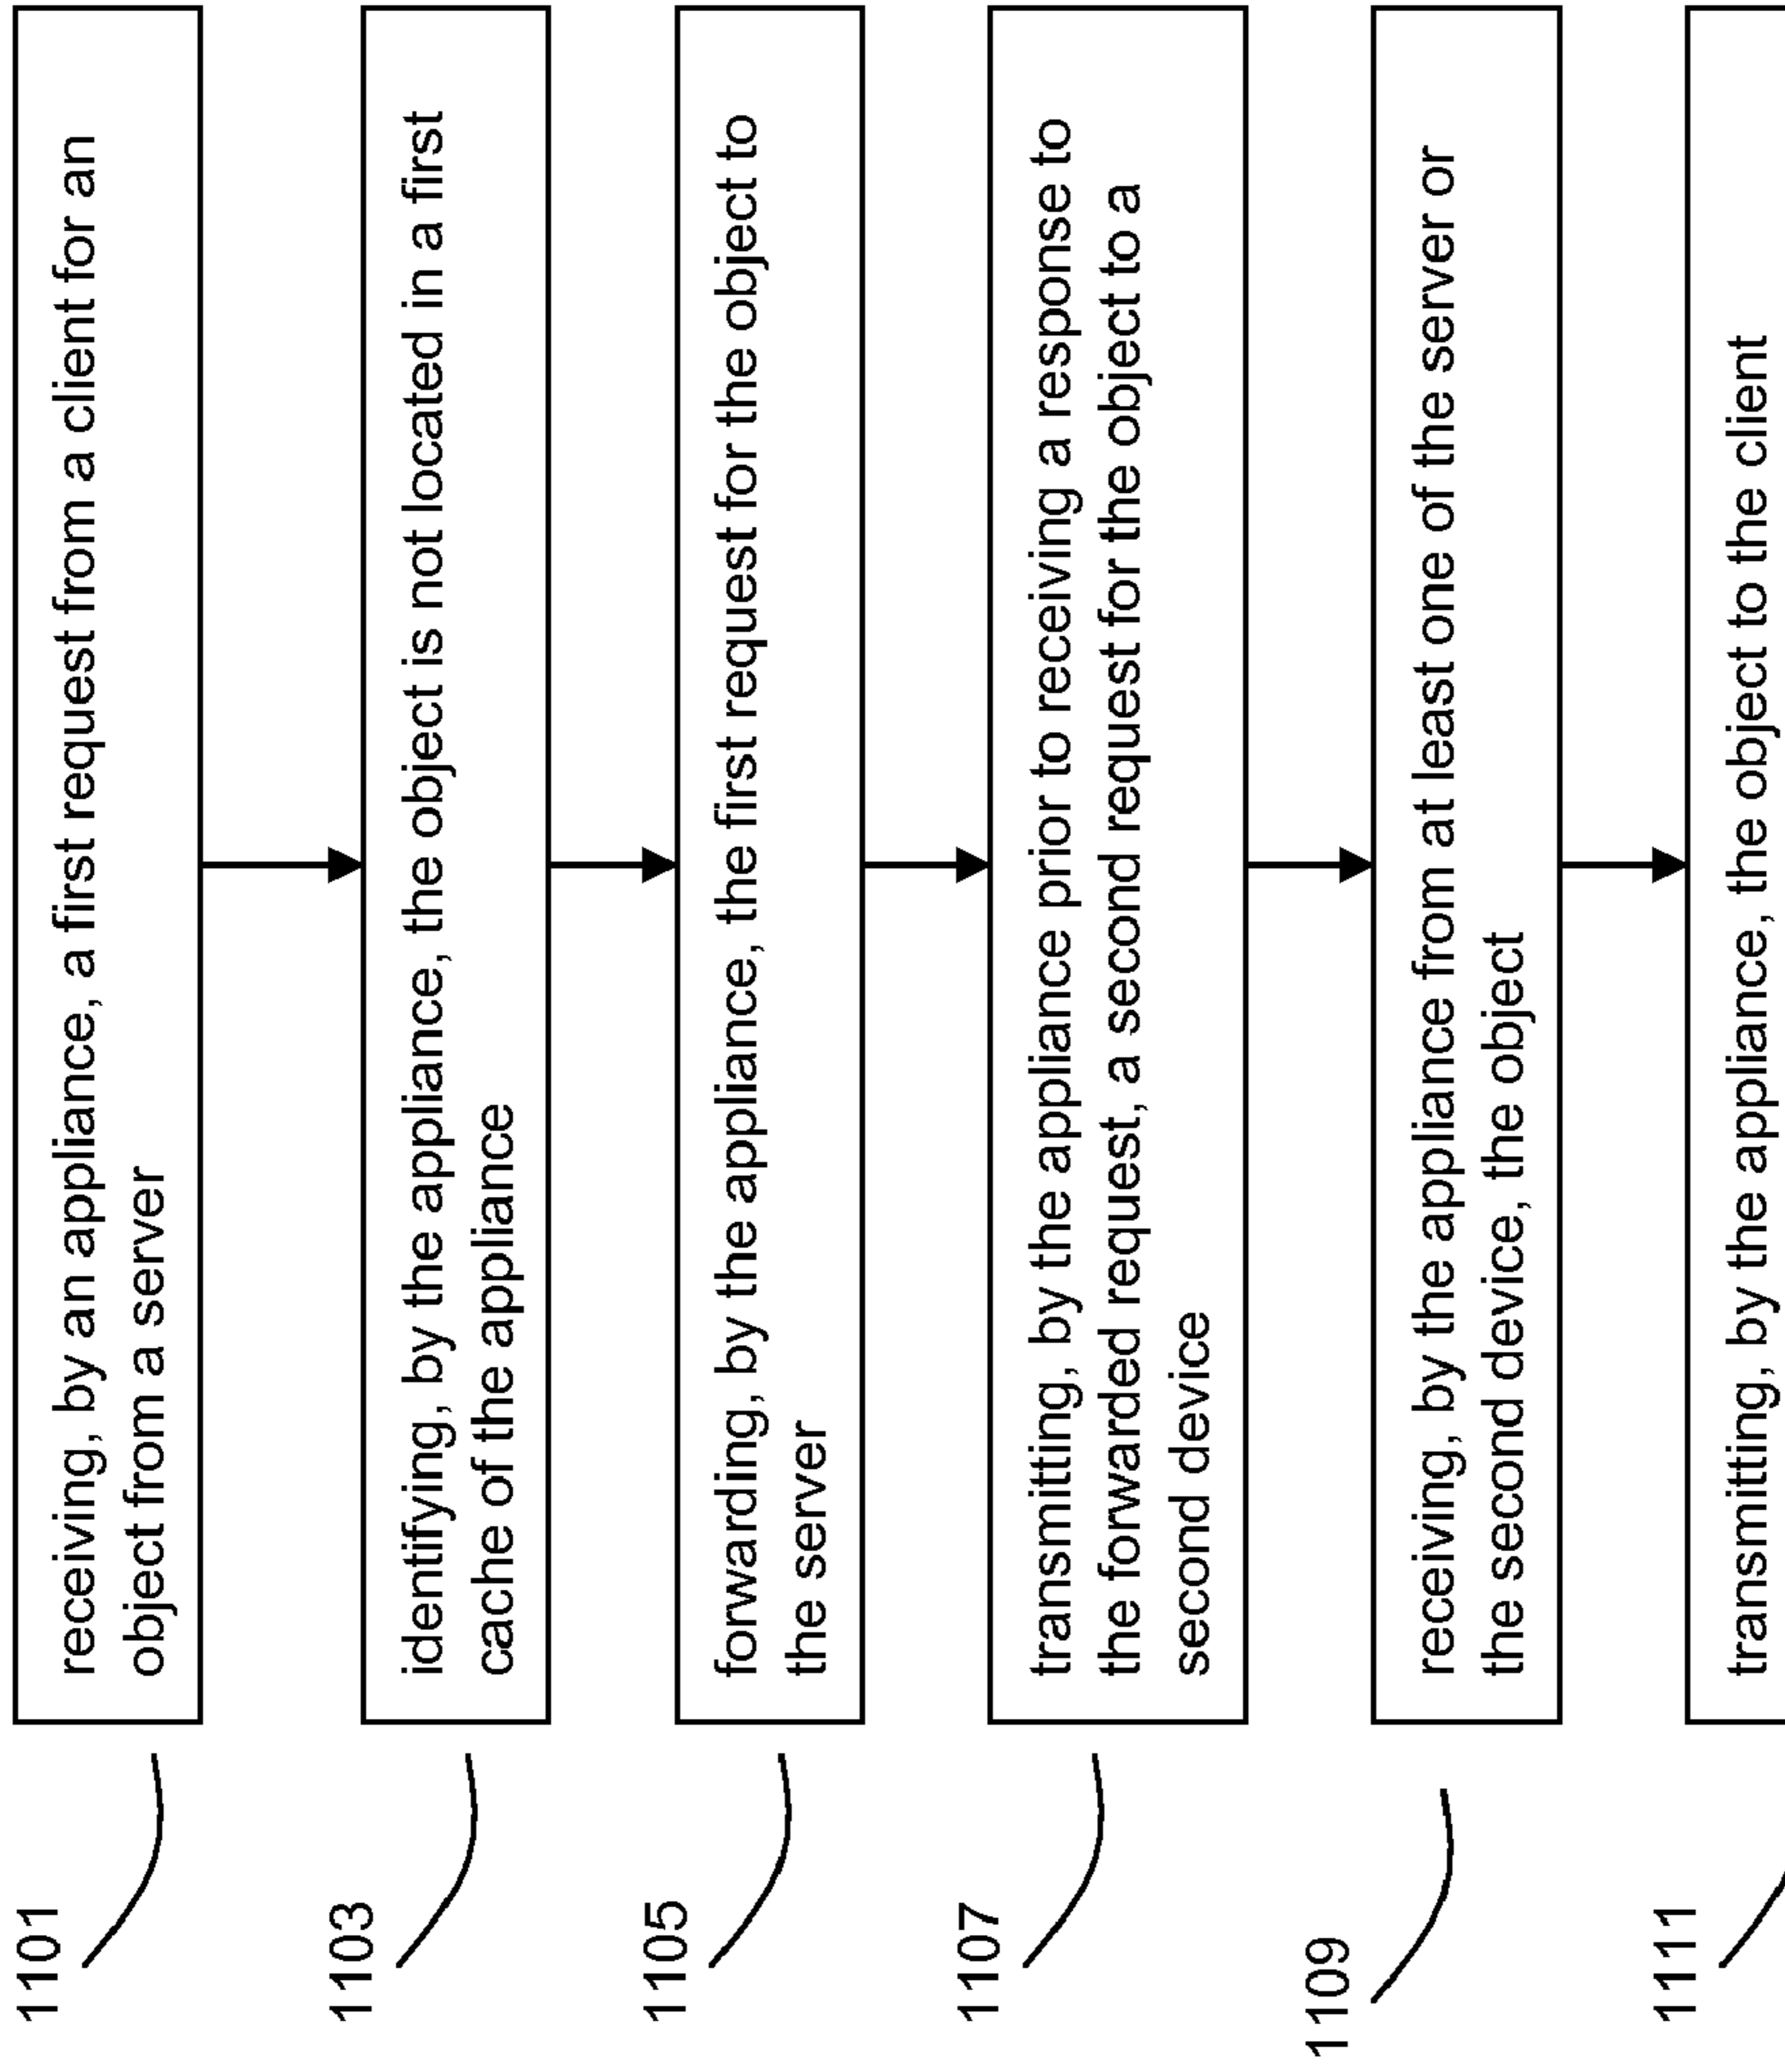 1101
receiving, by an appliance, a first request from a client for an
object from a server
1103
identifying, by the appliance, the object is not located in a first
cache of the appliance
1105
forwarding, by the appliance, the first request for the object to
the server
1107
transmitting, by the appliance prior to receiving a response to
the forwarded request, a second request for the object to a
second device
1109
receiving, by the appliance from at least one of the server or
the second device, the object
1111
transmitting, by the appliance, the object to the client